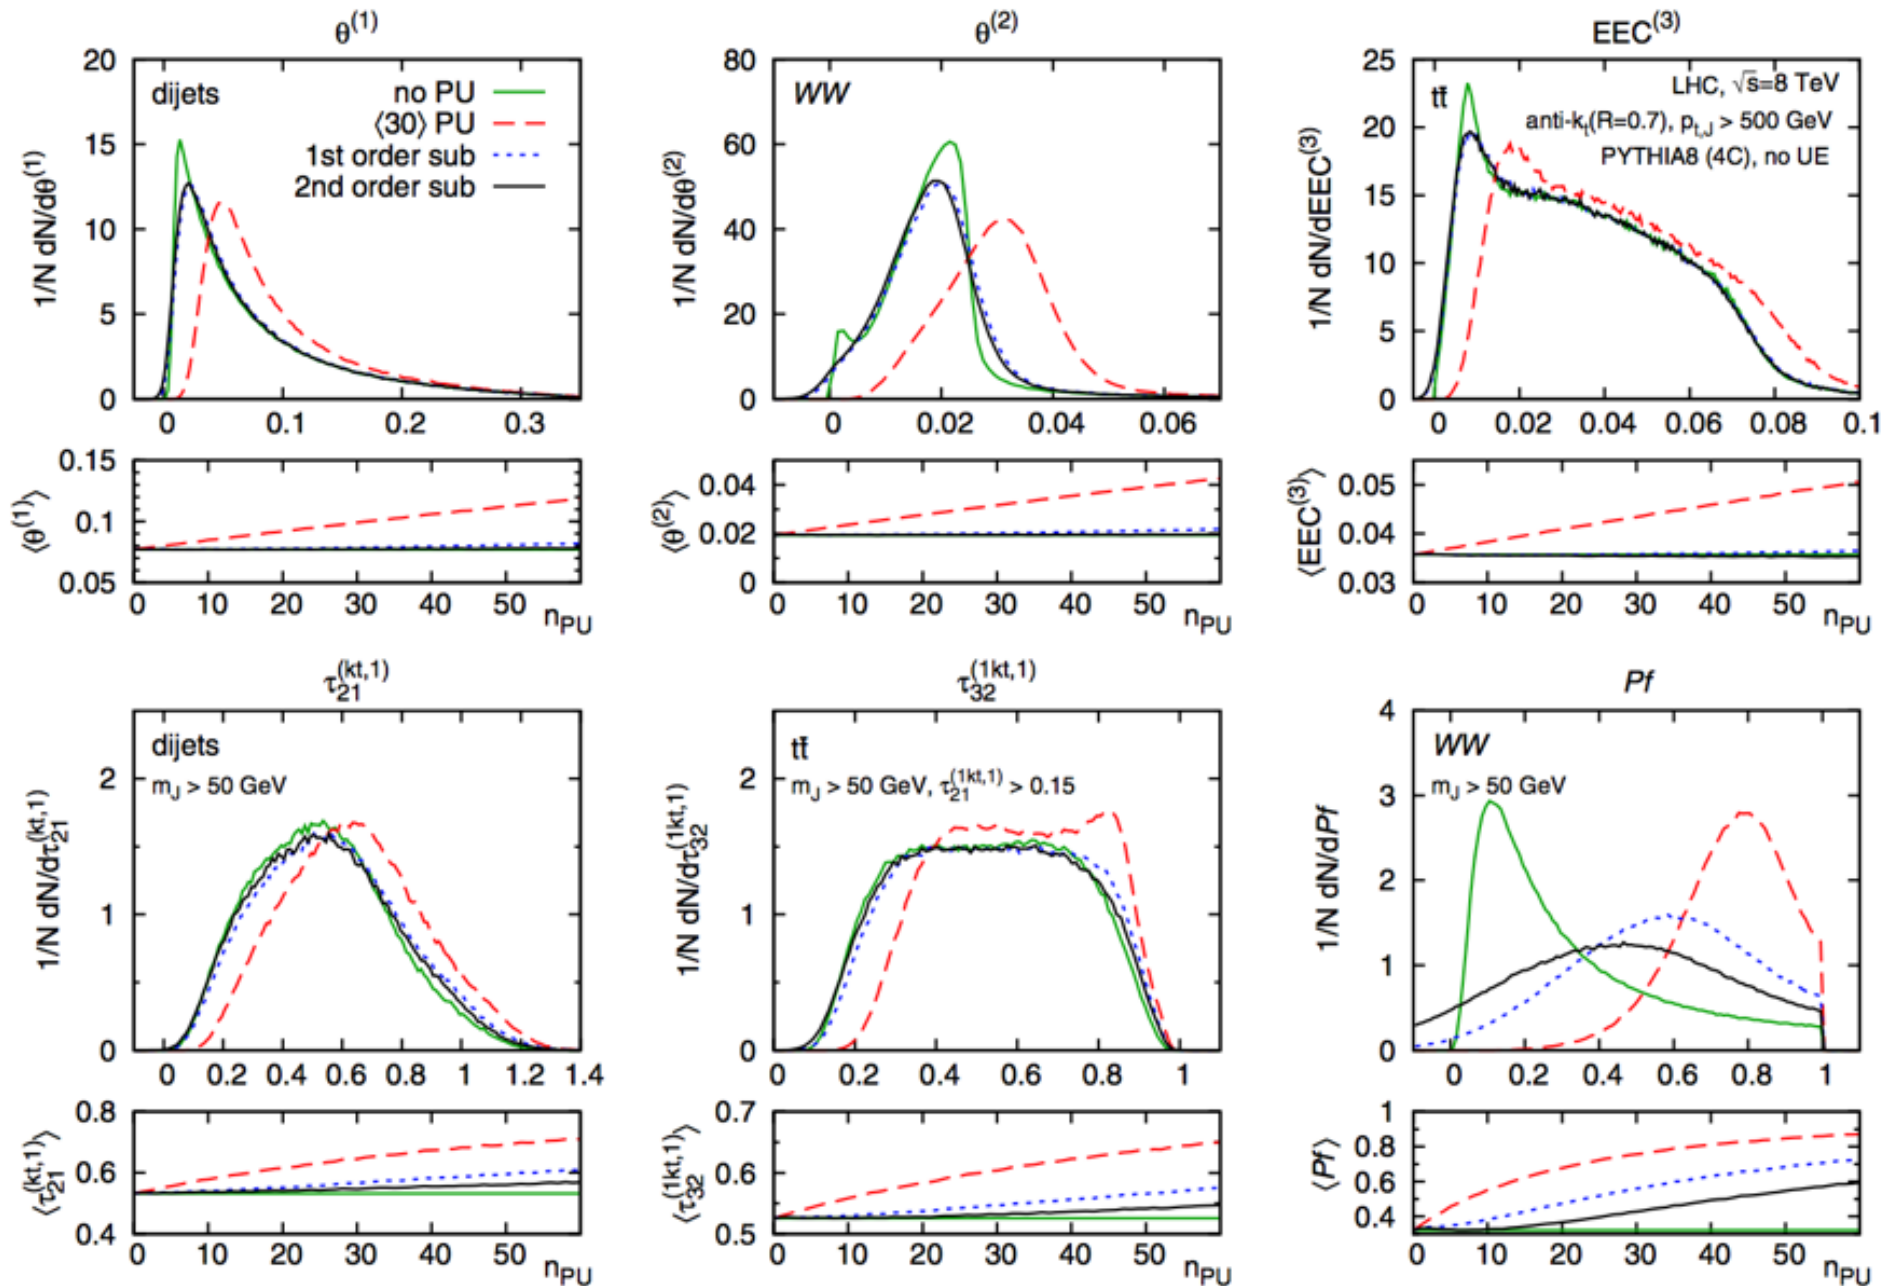 θ⁽¹⁾
θ⁽²⁾
EEC⁽³⁾
dijets
no PU
⟨30⟩ PU
1st order sub
2nd order sub
1/N dN/dθ⁽¹⁾
20
15
10
5
0
0 0.1 0.2 0.3
WW
1/N dN/dθ⁽²⁾
80
60
40
20
0
0 0.02 0.04 0.06
tt̄
LHC, √s=8 TeV
anti-kₜ(R=0.7), pₜ,J > 500 GeV
PYTHIA8 (4C), no UE
1/N dN/dEEC⁽³⁾
25
20
15
10
5
0
0 0.02 0.04 0.06 0.08 0.1
⟨θ⁽¹⁾⟩
0.15
0.1
0.05
0 10 20 30 40 50
n_PU
⟨θ⁽²⁾⟩
0.04
0.02
0
0 10 20 30 40 50
n_PU
⟨EEC⁽³⁾⟩
0.05
0.04
0.03
0 10 20 30 40 50
n_PU
τ₂₁^(kt,1)
τ₃₂^(1kt,1)
Pf
dijets
m_J > 50 GeV
1/N dN/dτ₂₁^(kt,1)
2
1
0
0 0.2 0.4 0.6 0.8 1 1.2 1.4
tt̄
m_J > 50 GeV, τ₂₁^(1kt,1) > 0.15
1/N dN/dτ₃₂^(1kt,1)
2
1
0
0 0.2 0.4 0.6 0.8 1
WW
m_J > 50 GeV
1/N dN/dPf
4
3
2
1
0
0 0.2 0.4 0.6 0.8 1
⟨τ₂₁^(kt,1)⟩
0.8
0.6
0.4
0 10 20 30 40 50
n_PU
⟨τ₃₂^(1kt,1)⟩
0.7
0.6
0.5
0 10 20 30 40 50
n_PU
⟨Pf⟩
1
0.8
0.6
0.4
0 10 20 30 40 50
n_PU